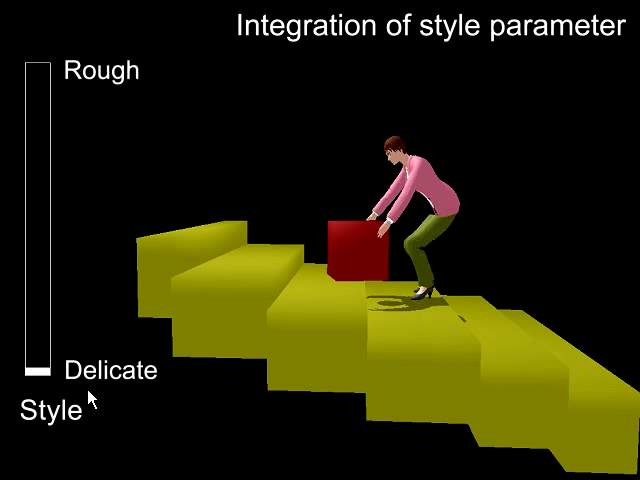 Integration of style parameter
Rough
Delicate
Style